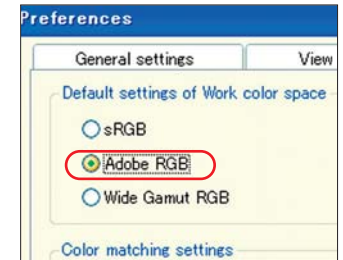 Preferences
General settings
View
Default settings of Work color space
sRGB
Adobe RGB
Wide Gamut RGB
Color matching settings